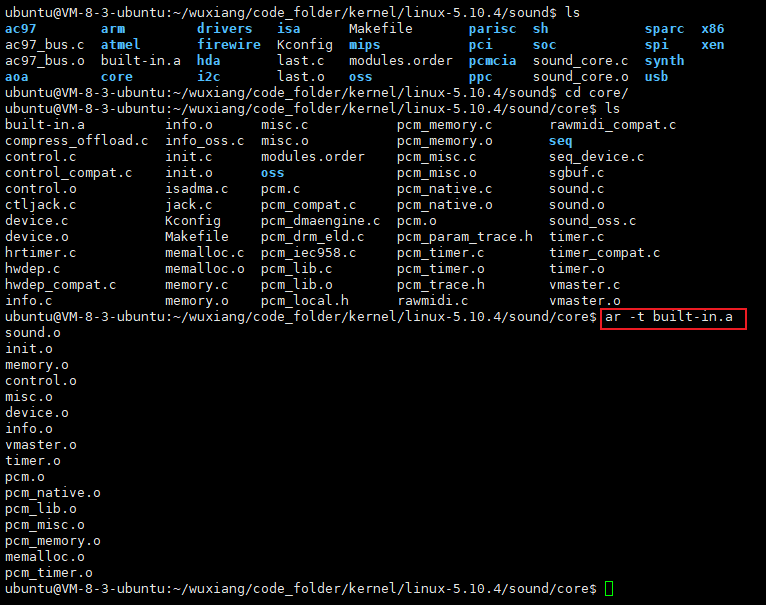 ubuntu@VM-8-3-ubuntu:~/wuxiang/code_folder/kernel/linux-5.10.4/sound$ ls
ac97 arm drivers isa Makefile parisc sh sparc x86
ac97_bus.c atmel firewire Kconfig mips pci soc spi xen
ac97_bus.o built-in.a hda last.c modules.order pcmcia sound_core.c synth
aoa core i2c last.o oss ppc sound_core.o usb
ubuntu@VM-8-3-ubuntu:~/wuxiang/code_folder/kernel/linux-5.10.4/sound$ cd core/
ubuntu@VM-8-3-ubuntu:~/wuxiang/code_folder/kernel/linux-5.10.4/sound/core$ ls
built-in.a info.o misc.c pcm_memory.c rawmidi_compat.c
compress_offload.c info_oss.c misc.o pcm_memory.o seq
control.c init.c modules.order pcm_misc.c seq_device.c
control_compat.c init.o oss pcm_misc.o sgbuf.c
control.o isadma.c pcm.c pcm_native.c sound.c
ctljack.c jack.c pcm_compat.c pcm_native.o sound.o
device.c Kconfig pcm_dmaengine.c pcm.o sound_oss.c
device.o Makefile pcm_drm_eld.c pcm_param_trace.h timer.c
hrtimer.c memalloc.c pcm_iec958.c pcm_timer.c timer_compat.c
hwdep.c memalloc.o pcm_lib.c pcm_timer.o timer.o
hwdep_compat.c memory.c pcm_lib.o pcm_trace.h vmaster.c
info.c memory.o pcm_local.h rawmidi.c vmaster.o
ubuntu@VM-8-3-ubuntu:~/wuxiang/code_folder/kernel/linux-5.10.4/sound/core$ ar -t built-in.a
sound.o
init.o
memory.o
control.o
misc.o
device.o
info.o
vmaster.o
timer.o
pcm.o
pcm_native.o
pcm_lib.o
pcm_misc.o
pcm_memory.o
memalloc.o
pcm_timer.o
ubuntu@VM-8-3-ubuntu:~/wuxiang/code_folder/kernel/linux-5.10.4/sound/core$